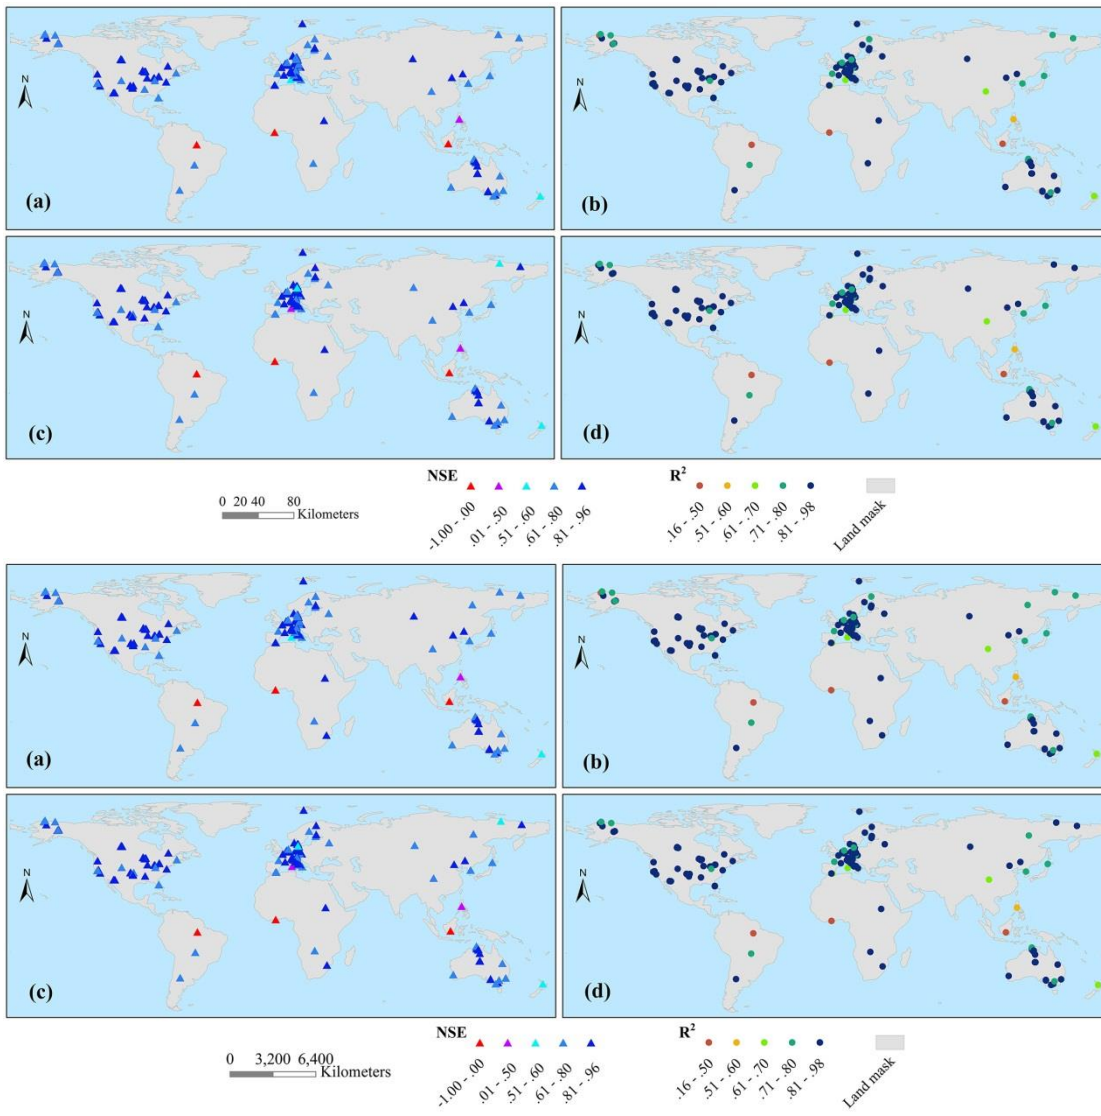 N
N
(a)
(b)
N
N
(c)
(d)
NSE
R²
0 20 40 80
Kilometers
-1.00 - .00
.01 - .50
.51 - .60
.61 - .80
.81 - .96
.16 - .50
.51 - .60
.61 - .70
.71 - .80
.81 - .98
Land mask
N
N
(a)
(b)
N
N
(c)
(d)
NSE
R²
0 3,200 6,400
Kilometers
-1.00 - .00
.01 - .50
.51 - .60
.61 - .80
.81 - .96
.16 - .50
.51 - .60
.61 - .70
.71 - .80
.81 - .98
Land mask